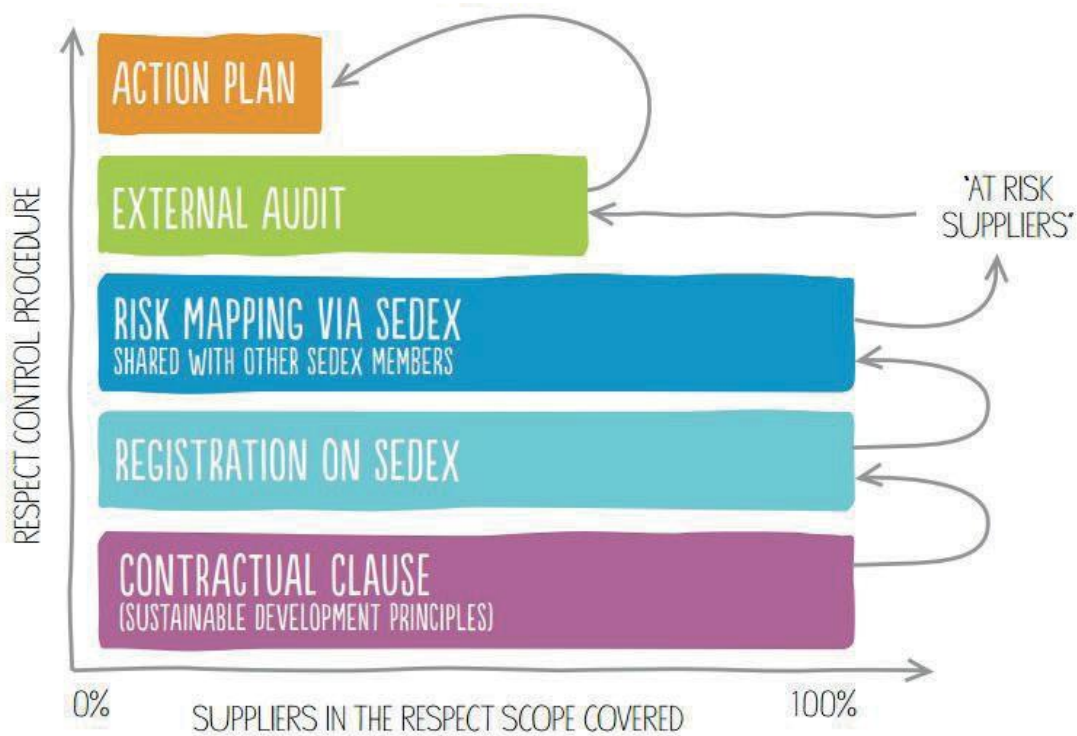 ACTION PLAN
EXTERNAL AUDIT
'AT RISK
SUPPLIERS'
RISK MAPPING VIA SEDEX
SHARED WITH OTHER SEDEX MEMBERS
REGISTRATION ON SEDEX
CONTRACTUAL CLAUSE
(SUSTAINABLE DEVELOPMENT PRINCIPLES)
RESPECT CONTROL PROCEDURE
0%
100%
SUPPLIERS IN THE RESPECT SCOPE COVERED